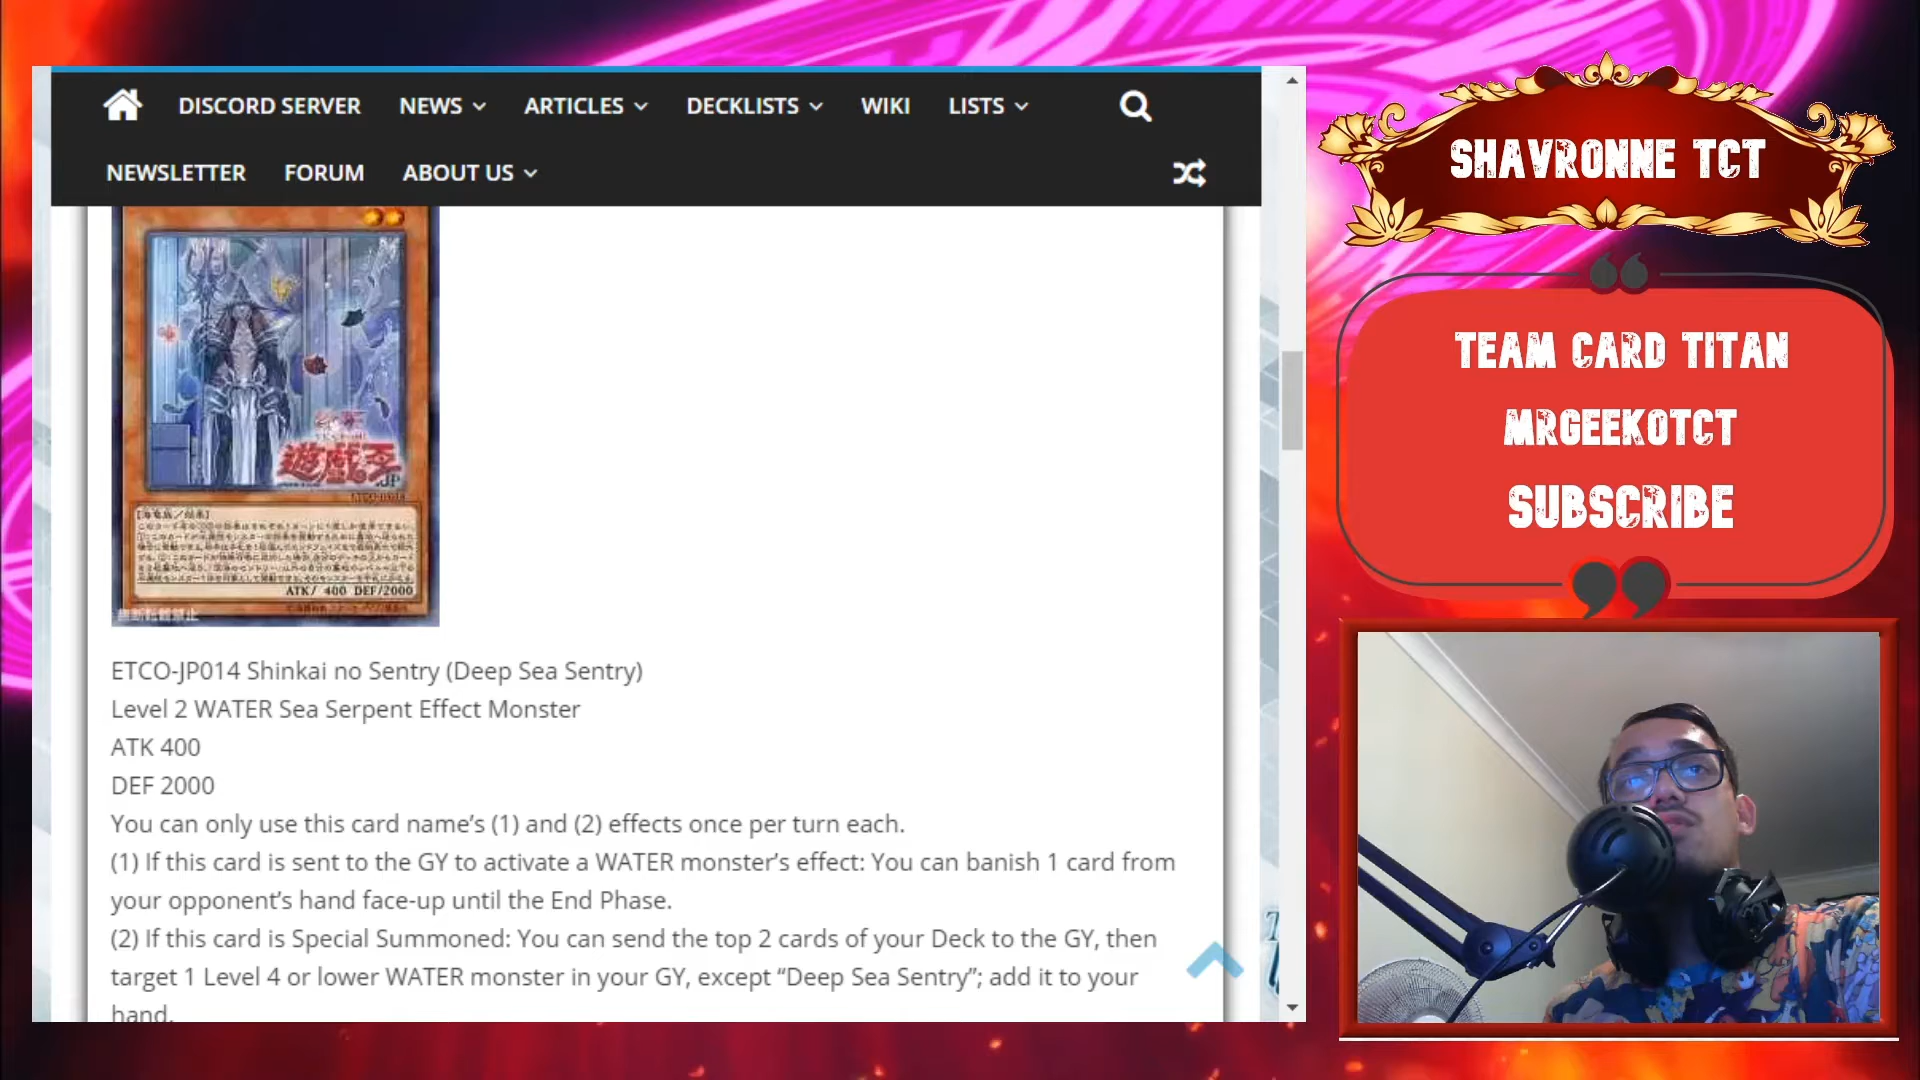 DISCORD SERVER NEWS ARTICLES DECKLISTS WIKI LISTS
NEWSLETTER FORUM ABOUT US
遊戯王
ATK/ 400 DEF/2000
ETCO-JP014 Shinkai no Sentry (Deep Sea Sentry)
Level 2 WATER Sea Serpent Effect Monster
ATK 400
DEF 2000
You can only use this card name’s (1) and (2) effects once per turn each.
(1) If this card is sent to the GY to activate a WATER monster’s effect: You can banish 1 card from
your opponent’s hand face-up until the End Phase.
(2) If this card is Special Summoned: You can send the top 2 cards of your Deck to the GY, then
target 1 Level 4 or lower WATER monster in your GY, except “Deep Sea Sentry”; add it to your
hand.
SHAVRONNE TCT
TEAM CARD TITAN
MRGEEKOTCT
SUBSCRIBE